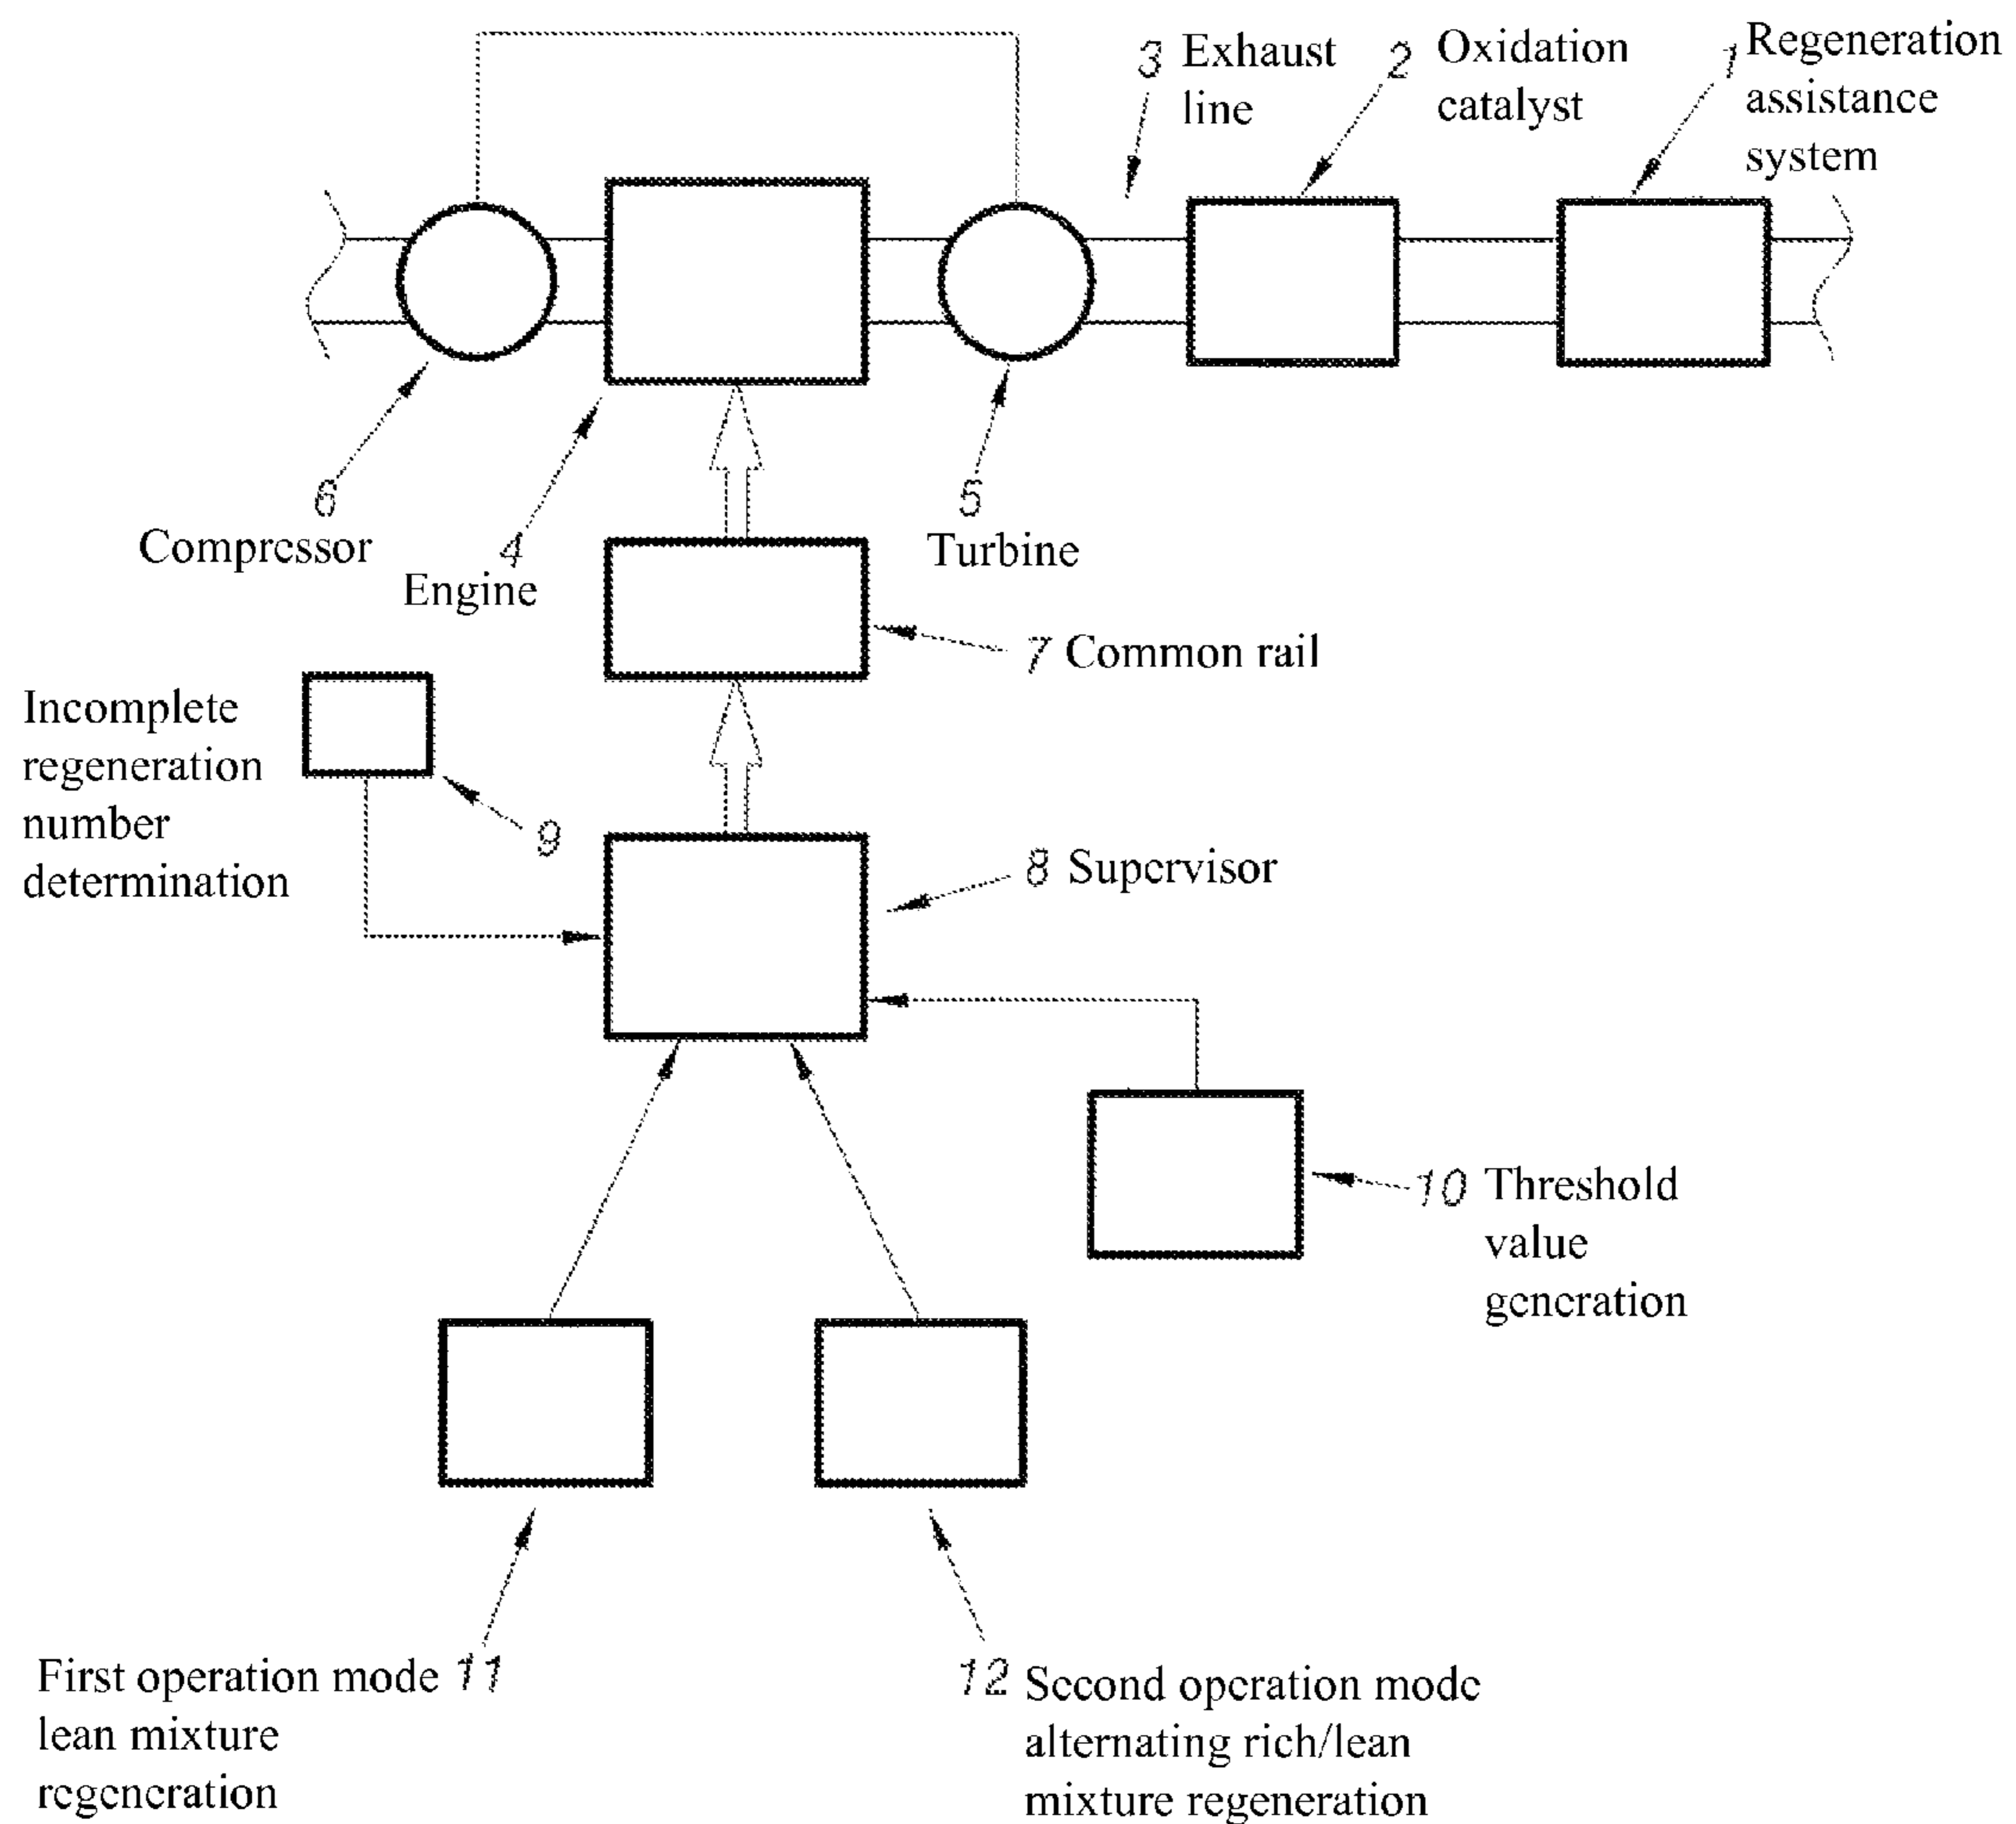 3 Exhaust
line
2 Oxidation
catalyst
1 Regeneration
assistance
system
6
Compressor
4
Engine
5
Turbine
7 Common rail
Incomplete
regeneration
number
determination
9
8 Supervisor
10 Threshold
value
generation
First operation mode 11
lean mixture
regeneration
12 Second operation mode
alternating rich/lean
mixture regeneration